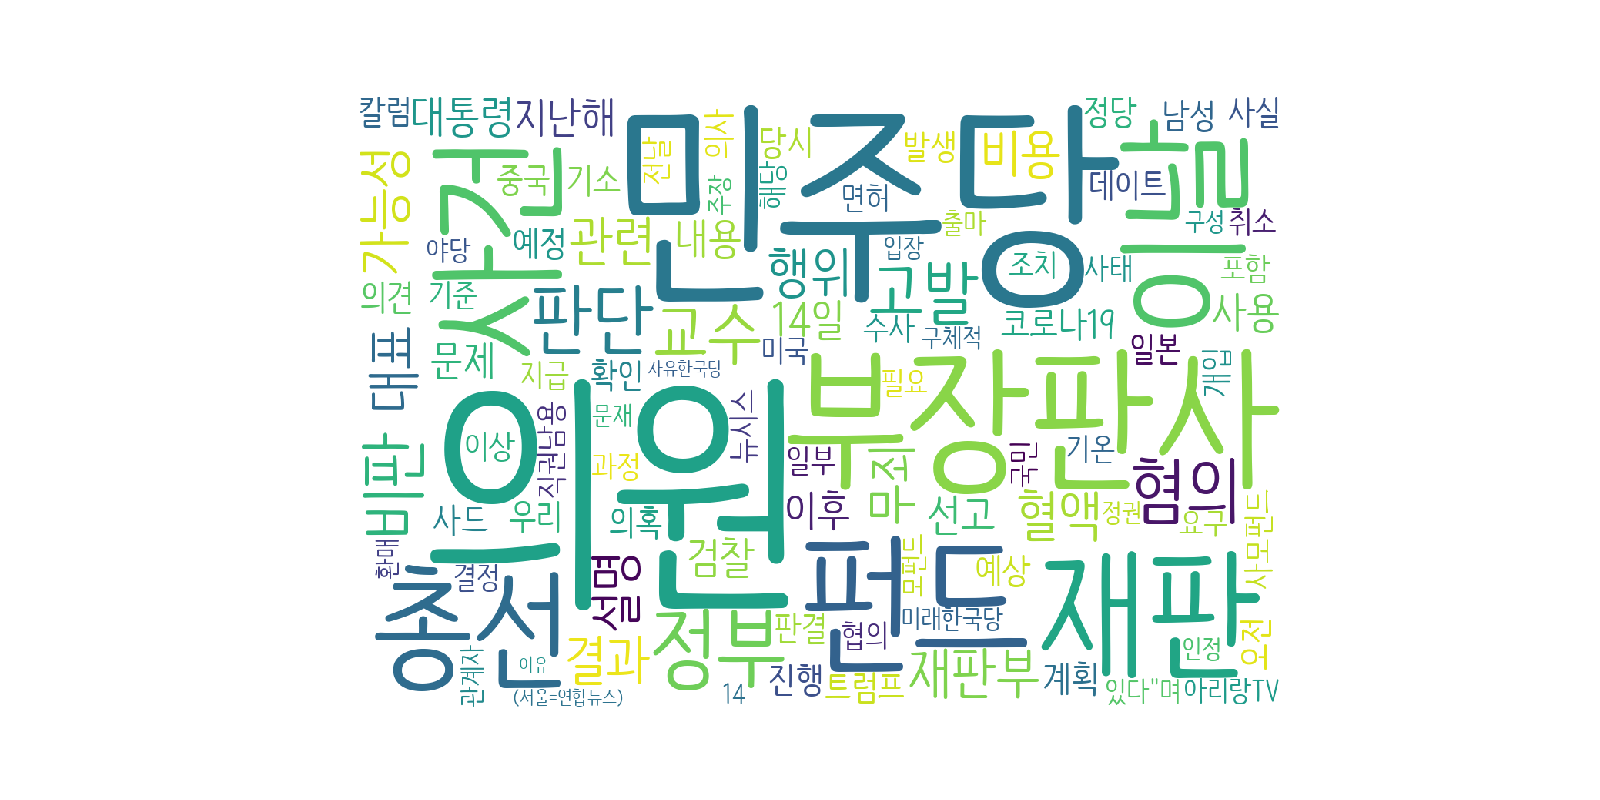 칼럼
대통령
지난해
민주당
전날
의사
당시
발생
비용
정당
남성
사실
가능성
사건
중국
기소
주장
해당
면허
데이트
이날
야당
예정
관련
내용
행위
입장
출마
구성
취소
의견
기준
판단
교수
14일
고발
조치
사태
포함
수사
구체적
코로나19
사용
대표
문제
지급
확인
자유한국당
미국
일본
개입
비판
이상
의원
직권남용
문재
과정
뉴시스
부장판사
필요
일부
국민
기온
사드
우리
의혹
이후
마
죄
선고
혈액
정권
혐의
요구
사모펀드
환매
결정
설명
검찰
펀드
모펀드
예상
재판
총선
결과
정부
판결
협의
미래한국당
인정
오전
관계자
이유
(서울=연합뉴스)
14
진행
트럼프
재판부
계획
있다"며
아리랑TV